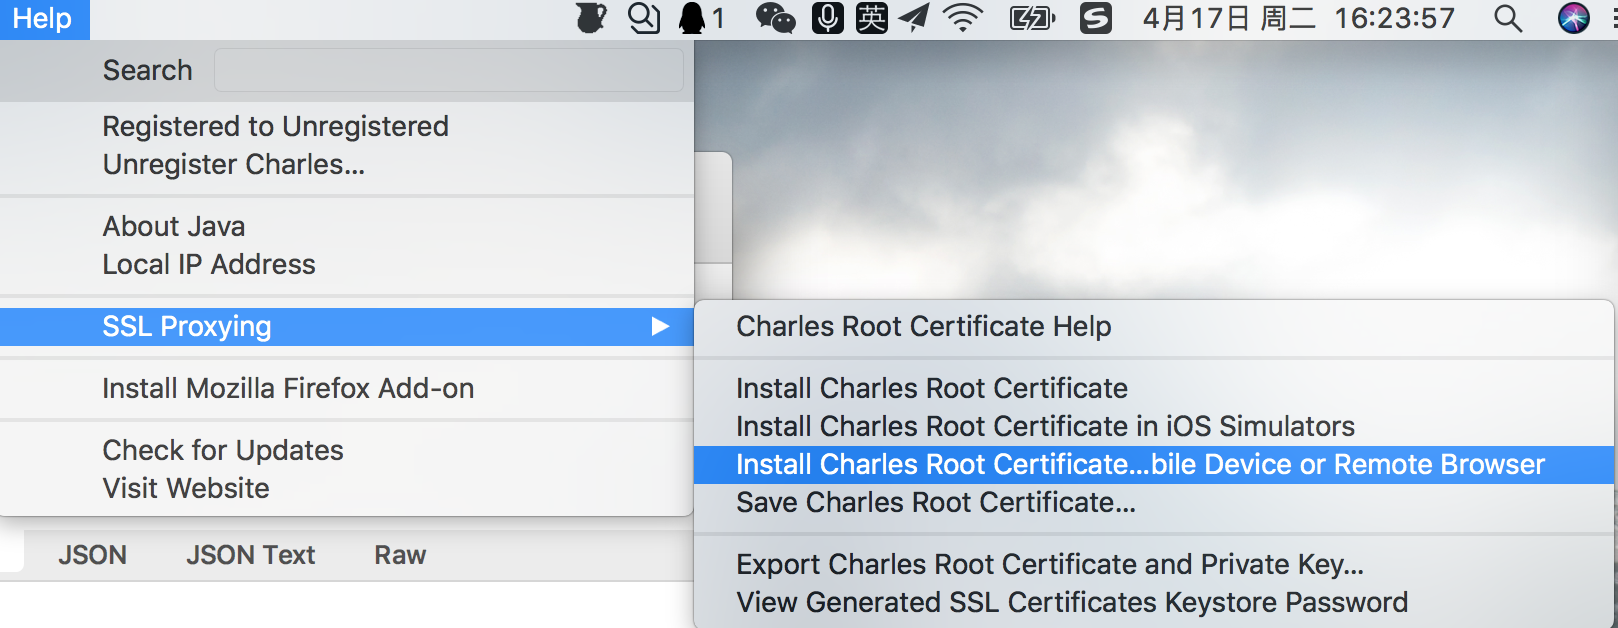 Help 1 英 4月17日 周二 16:23:57
Search
Registered to Unregistered
Unregister Charles...
About Java
Local IP Address
SSL Proxying
Install Mozilla Firefox Add-on
Check for Updates
Visit Website
Charles Root Certificate Help
Install Charles Root Certificate
Install Charles Root Certificate in iOS Simulators
Install Charles Root Certificate...bile Device or Remote Browser
Save Charles Root Certificate...
Export Charles Root Certificate and Private Key...
View Generated SSL Certificates Keystore Password
JSON JSON Text Raw